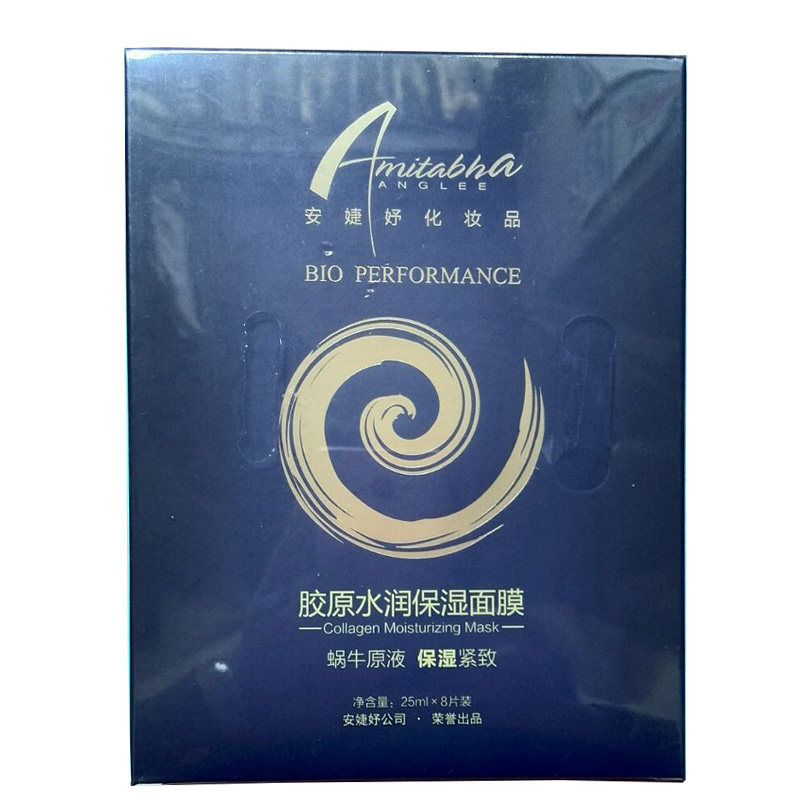 Amitabha
ANGLEE
安婕妤化妆品
BIO PERFORMANCE
胶原水润保湿面膜
Collagen Moisturizing Mask
蜗牛原液 保湿紧致
净含量：25ml×8片装
安婕妤公司 · 荣誉出品